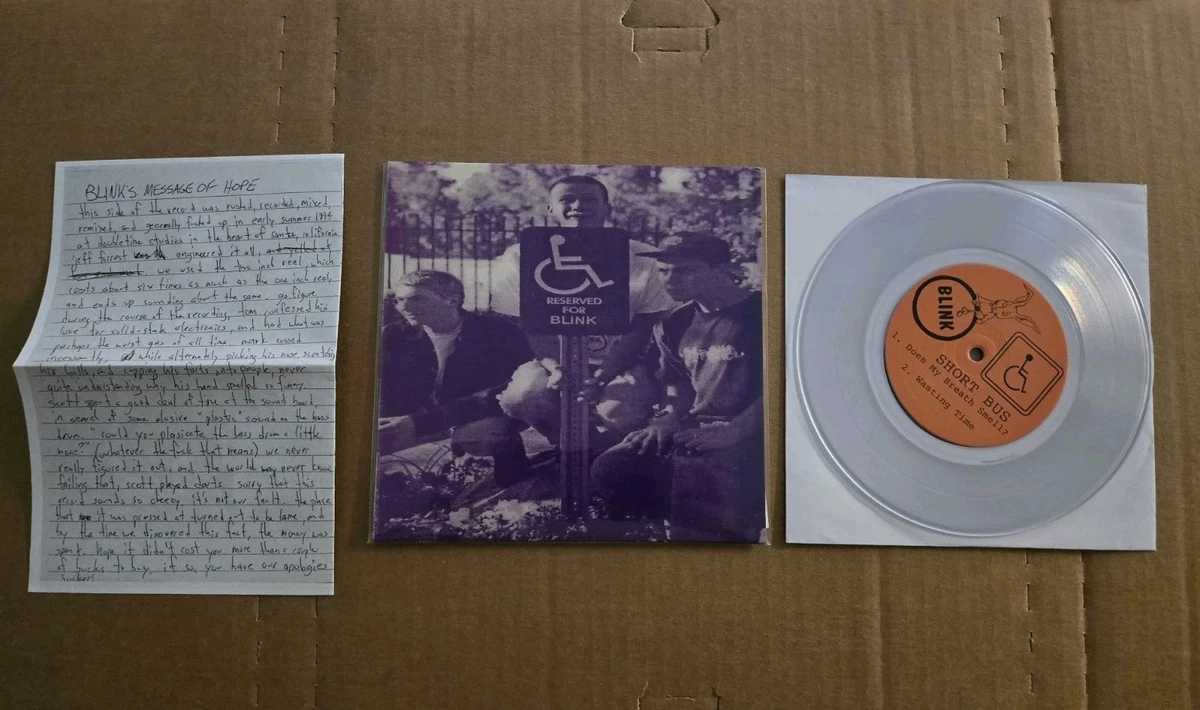 BLINK'S MESSAGE OF HOPE
this side of the record was rusted, recorded, mixed,
remixed, and generally fucked up in early summer 1994
at doubletime studios in the heart of santee, california
jeff forrest engineered it all,
we used the two inch reel, which
costs about six times as much as the one inch reel,
and ends up sounding about the same. go figure.
during the course of the recording, tom confessed his
love for solid-state electronics, and had what was
perhaps the worst gas of all time. mark cussed
incessantly, while alternately picking his nose, scratching
his balls, and cupping his farts onto people, never
quite understanding why his hand smelled so funny.
scott spent a good deal of time at the sound board,
in search of some elusive "plastic" sound on the bass
drum. "could you plasicate the bass drum a little
more?" (whatever the fuck that means) we never
really figured it out, and the world may never know.
failing that, scott played darts. sorry that this
record sounds so cheezy. it's not our fault. the place
that it was pressed at turned out to be lame, and
by the time we discovered this fact, the money was
spent. hope it didn't cost you more than a couple
of bucks to buy. if so, you have our apologies
sucker!
RESERVED
FOR
BLINK
BLINK
SHORT BUS
1. Does My Breath Smell?
2. Wasting Time